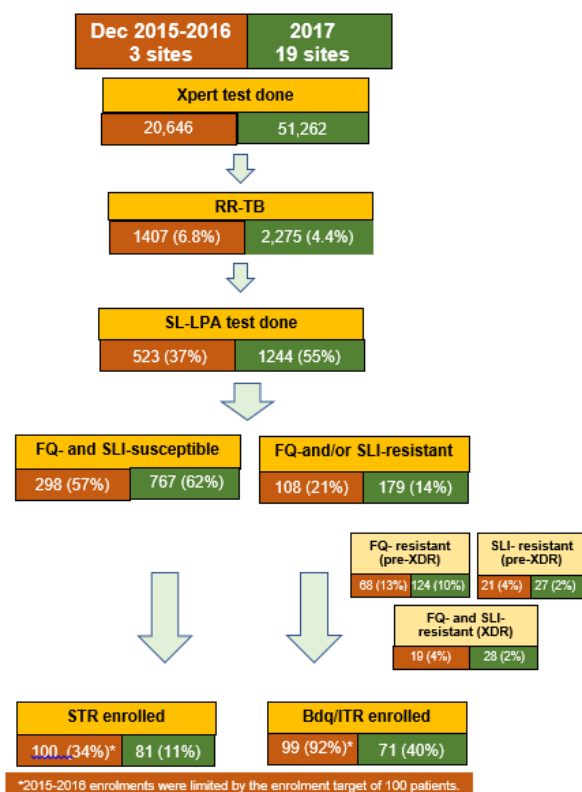 Dec 2015-2016
3 sites
2017
19 sites
Xpert test done
20,646
51,262
RR-TB
1407 (6.8%)
2,275 (4.4%)
SL-LPA test done
523 (37%)
1244 (55%)
FQ- and SLI-susceptible
298 (57%)
767 (62%)
FQ-and/or SLI-resistant
108 (21%)
179 (14%)
FQ- resistant
(pre-XDR)
68 (13%)
124 (10%)
SLI- resistant
(pre-XDR)
21 (4%)
27 (2%)
FQ- and SLI-
resistant (XDR)
19 (4%)
28 (2%)
STR enrolled
100 (34%)*
81 (11%)
Bdq/ITR enrolled
99 (92%)*
71 (40%)
*2015-2016 enrolments were limited by the enrolment target of 100 patients.